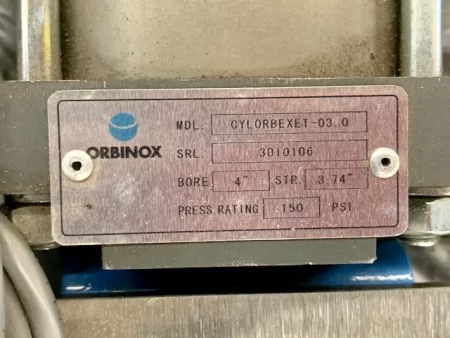 ORBINOX
MDL. CYLORBEXET-03.0
SRL. 3010106
BORE 4" STR. 3.74"
PRESS RATING 150 PSI